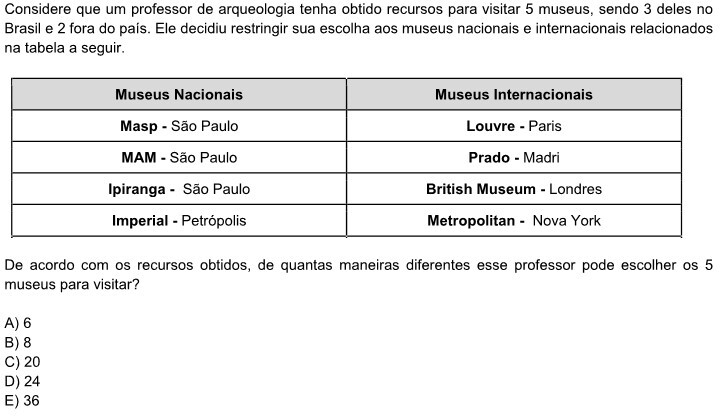 Considere que um professor de arqueologia tenha obtido recursos para visitar 5 museus, sendo 3 deles no
Brasil e 2 fora do país. Ele decidiu restringir sua escolha aos museus nacionais e internacionais relacionados
na tabela a seguir.
Museus Nacionais Museus Internacionais
Masp - São Paulo Louvre - Paris
MAM - São Paulo Prado - Madri
Ipiranga - São Paulo British Museum - Londres
Imperial - Petrópolis Metropolitan - Nova York
De acordo com os recursos obtidos, de quantas maneiras diferentes esse professor pode escolher os 5
museus para visitar?
A) 6
B) 8
C) 20
D) 24
E) 36